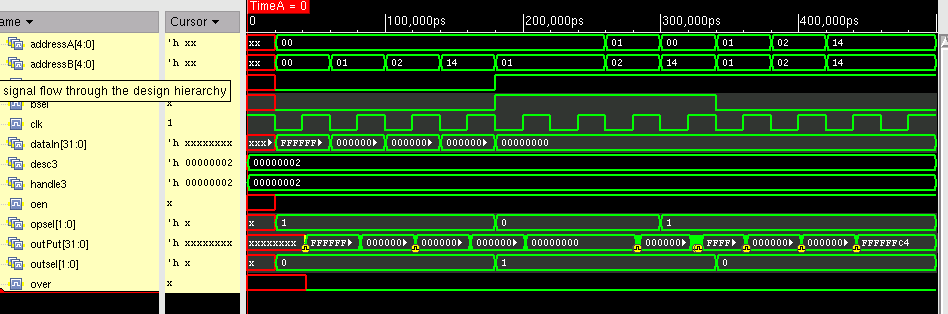 TimeA = 0
ame Cursor 0 100,000ps 200,000ps 300,000ps 400,000ps
addressA[4:0] 'h xx xx 00 01 00 01 02 14
addressB[4:0] 'h xx xx 00 01 02 14 01 02 14 01 02 14
signal flow through the design hierarchy
bsel x
clk 1
dataIn[31:0] 'h xxxxxxxx xxx FFFFFF 000000 000000 000000 00000000
desc3 'h 00000002 00000002
handle3 'h 00000002 00000002
oen x
opsel[1:0] 'h x x 1 0 1
outPut[31:0] 'h xxxxxxxx xxxxxxxx FFFFFF 000000 000000 000000 00000000 000000 FFFF 000000 000000 FFFFFFc4
outsel[1:0] 'h x x 0 1 0
over x